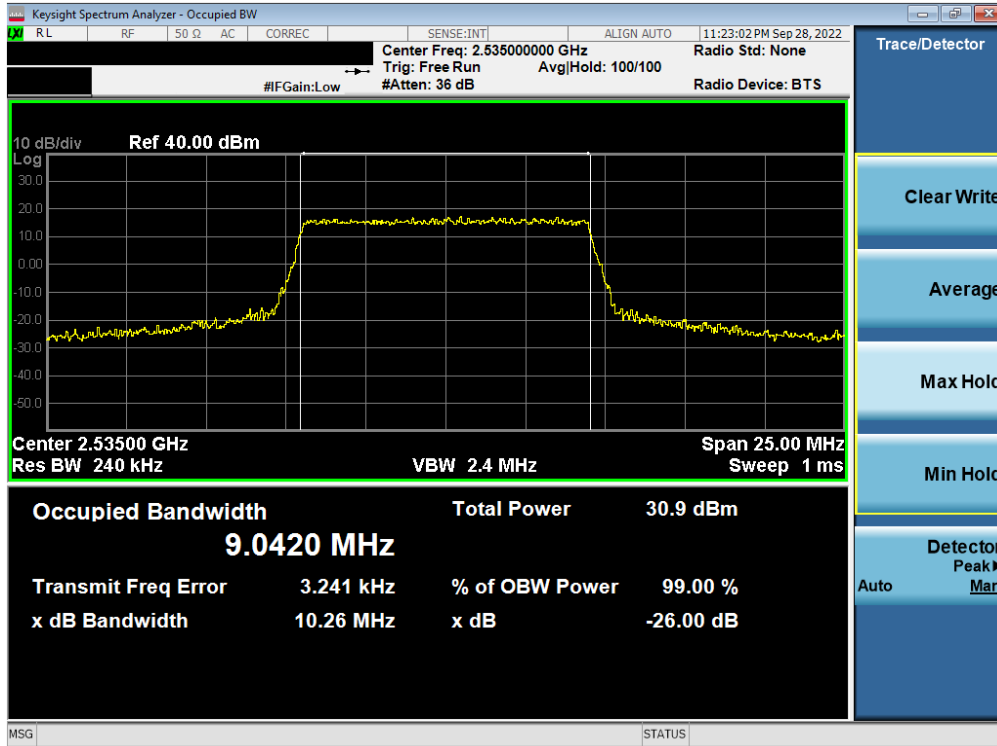 Keysight Spectrum Analyzer - Occupied BW
LXI RL RF 50 Ω AC CORREC SENSE:INT ALIGN AUTO 11:23:02 PM Sep 28, 2022
Center Freq: 2.535000000 GHz Radio Std: None
Trig: Free Run Avg|Hold: 100/100
#IFGain:Low #Atten: 36 dB Radio Device: BTS
10 dB/div Ref 40.00 dBm
Log
30.0
20.0
10.0
0.00
-10.0
-20.0
-30.0
-40.0
-50.0
Center 2.53500 GHz Span 25.00 MHz
Res BW 240 kHz VBW 2.4 MHz Sweep 1 ms
Occupied Bandwidth Total Power 30.9 dBm
9.0420 MHz
Transmit Freq Error 3.241 kHz % of OBW Power 99.00 %
x dB Bandwidth 10.26 MHz x dB -26.00 dB
MSG STATUS
Trace/Detector
Clear Write
Average
Max Hold
Min Hold
Detector
Peak▶
Auto Man